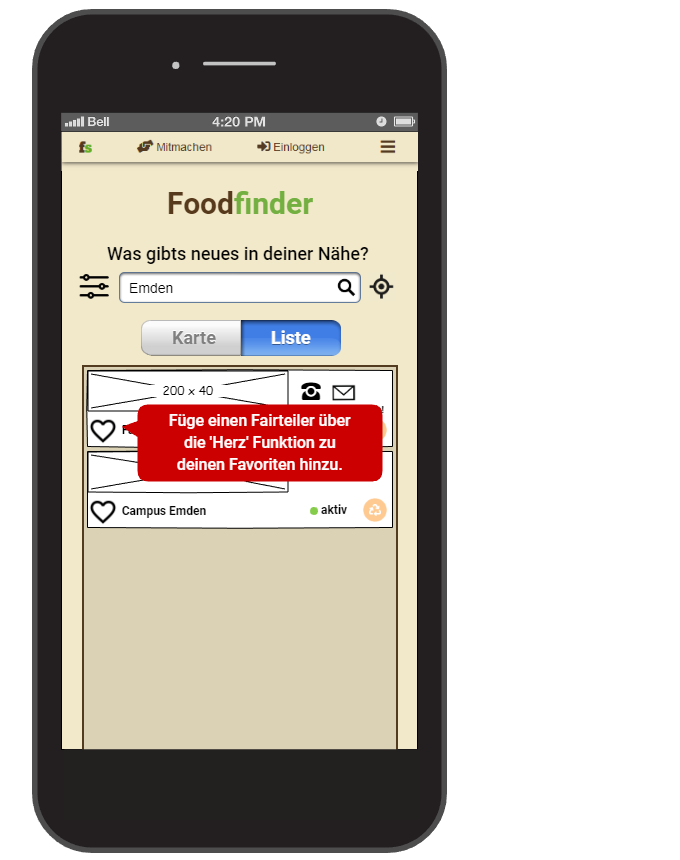 Bell 4:20 PM
fs Mitmachen Einloggen
Foodfinder
Was gibts neues in deiner Nähe?
Emden
Karte Liste
200 x 40
Füge einen Fairteiler über
die 'Herz' Funktion zu
deinen Favoriten hinzu.
Campus Emden aktiv